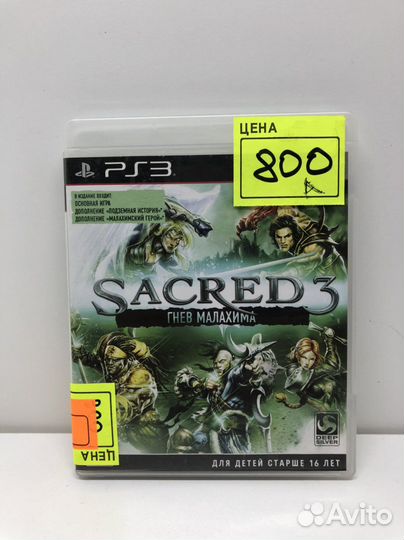 ЦЕНА
800
PS3
В ИЗДАНИЕ ВХОДИТ:
ОСНОВНАЯ ИГРА
ДОПОЛНЕНИЕ «ПОДЗЕМНАЯ ИСТОРИЯ»
ДОПОЛНЕНИЕ «МАЛАХИМСКИЙ ГЕРОЙ»
SACRED 3
ГНЕВ МАЛАХИМА
ЦЕНА
DEEP
SILVER
ДЛЯ ДЕТЕЙ СТАРШЕ 16 ЛЕТ
Avito